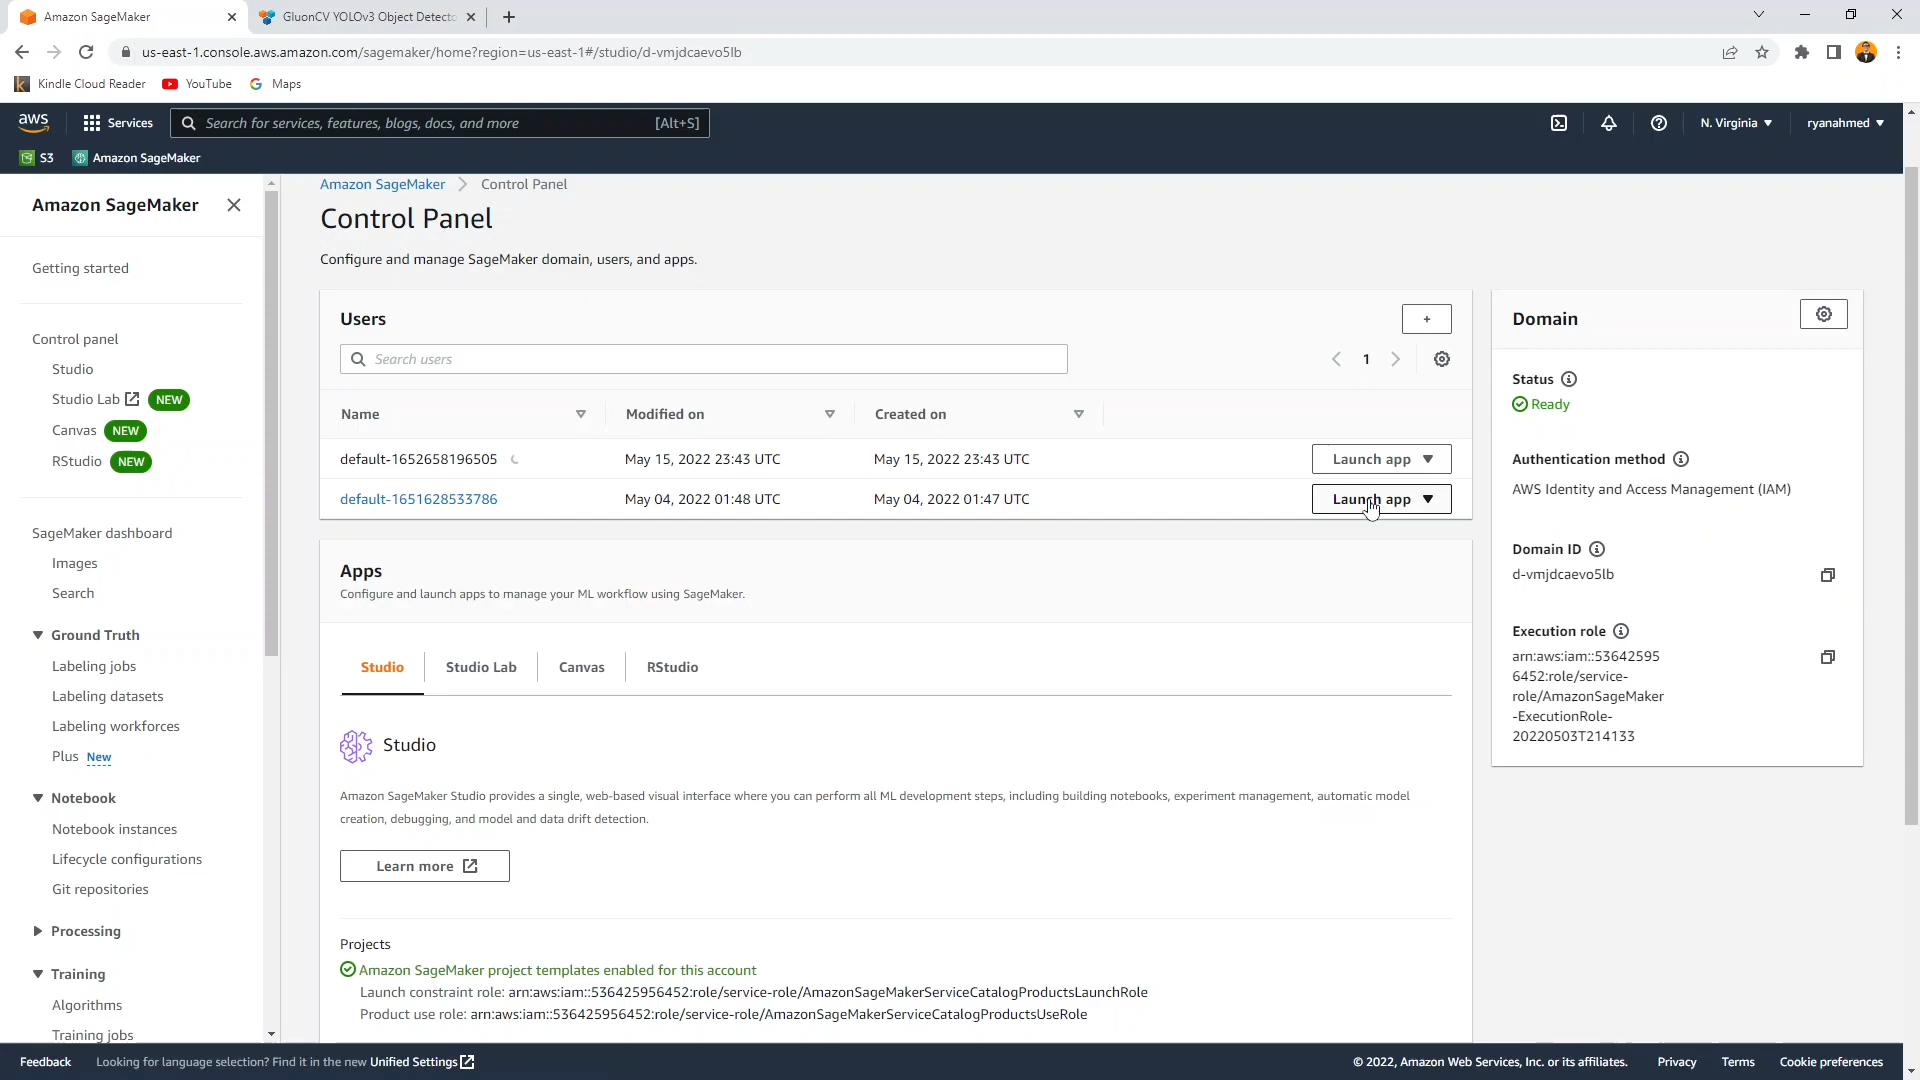 Amazon SageMaker
GluonCV YOLOv3 Object Detecto
us-east-1.console.aws.amazon.com/sagemaker/home?region=us-east-1#/studio/d-vmjdcaevo5lb
Kindle Cloud Reader
YouTube
Maps
aws
Services
Search for services, features, blogs, docs, and more
[Alt+S]
N. Virginia
ryanahmed
S3
Amazon SageMaker
Amazon SageMaker
Getting started
Control panel
Studio
Studio Lab NEW
Canvas NEW
RStudio NEW
SageMaker dashboard
Images
Search
Ground Truth
Labeling jobs
Labeling datasets
Labeling workforces
Plus New
Notebook
Notebook instances
Lifecycle configurations
Git repositories
Processing
Training
Algorithms
Training jobs
Amazon SageMaker Control Panel
Control Panel
Configure and manage SageMaker domain, users, and apps.
Users
+
Search users
1
Name Modified on Created on
default-1652658196505 May 15, 2022 23:43 UTC May 15, 2022 23:43 UTC Launch app
default-1651628533786 May 04, 2022 01:48 UTC May 04, 2022 01:47 UTC Launch app
Apps
Configure and launch apps to manage your ML workflow using SageMaker.
Studio Studio Lab Canvas RStudio
Studio
Amazon SageMaker Studio provides a single, web-based visual interface where you can perform all ML development steps, including building notebooks, experiment management, automatic model
creation, debugging, and model and data drift detection.
Learn more
Projects
Amazon SageMaker project templates enabled for this account
Launch constraint role: arn:aws:iam::536425956452:role/service-role/AmazonSageMakerServiceCatalogProductsLaunchRole
Product use role: arn:aws:iam::536425956452:role/service-role/AmazonSageMakerServiceCatalogProductsUseRole
Domain
Status
Ready
Authentication method
AWS Identity and Access Management (IAM)
Domain ID
d-vmjdcaevo5lb
Execution role
arn:aws:iam::53642595
6452:role/service-
role/AmazonSageMaker
-ExecutionRole-
20220503T214133
Feedback
Looking for language selection? Find it in the new Unified Settings
© 2022, Amazon Web Services, Inc. or its affiliates.
Privacy
Terms
Cookie preferences